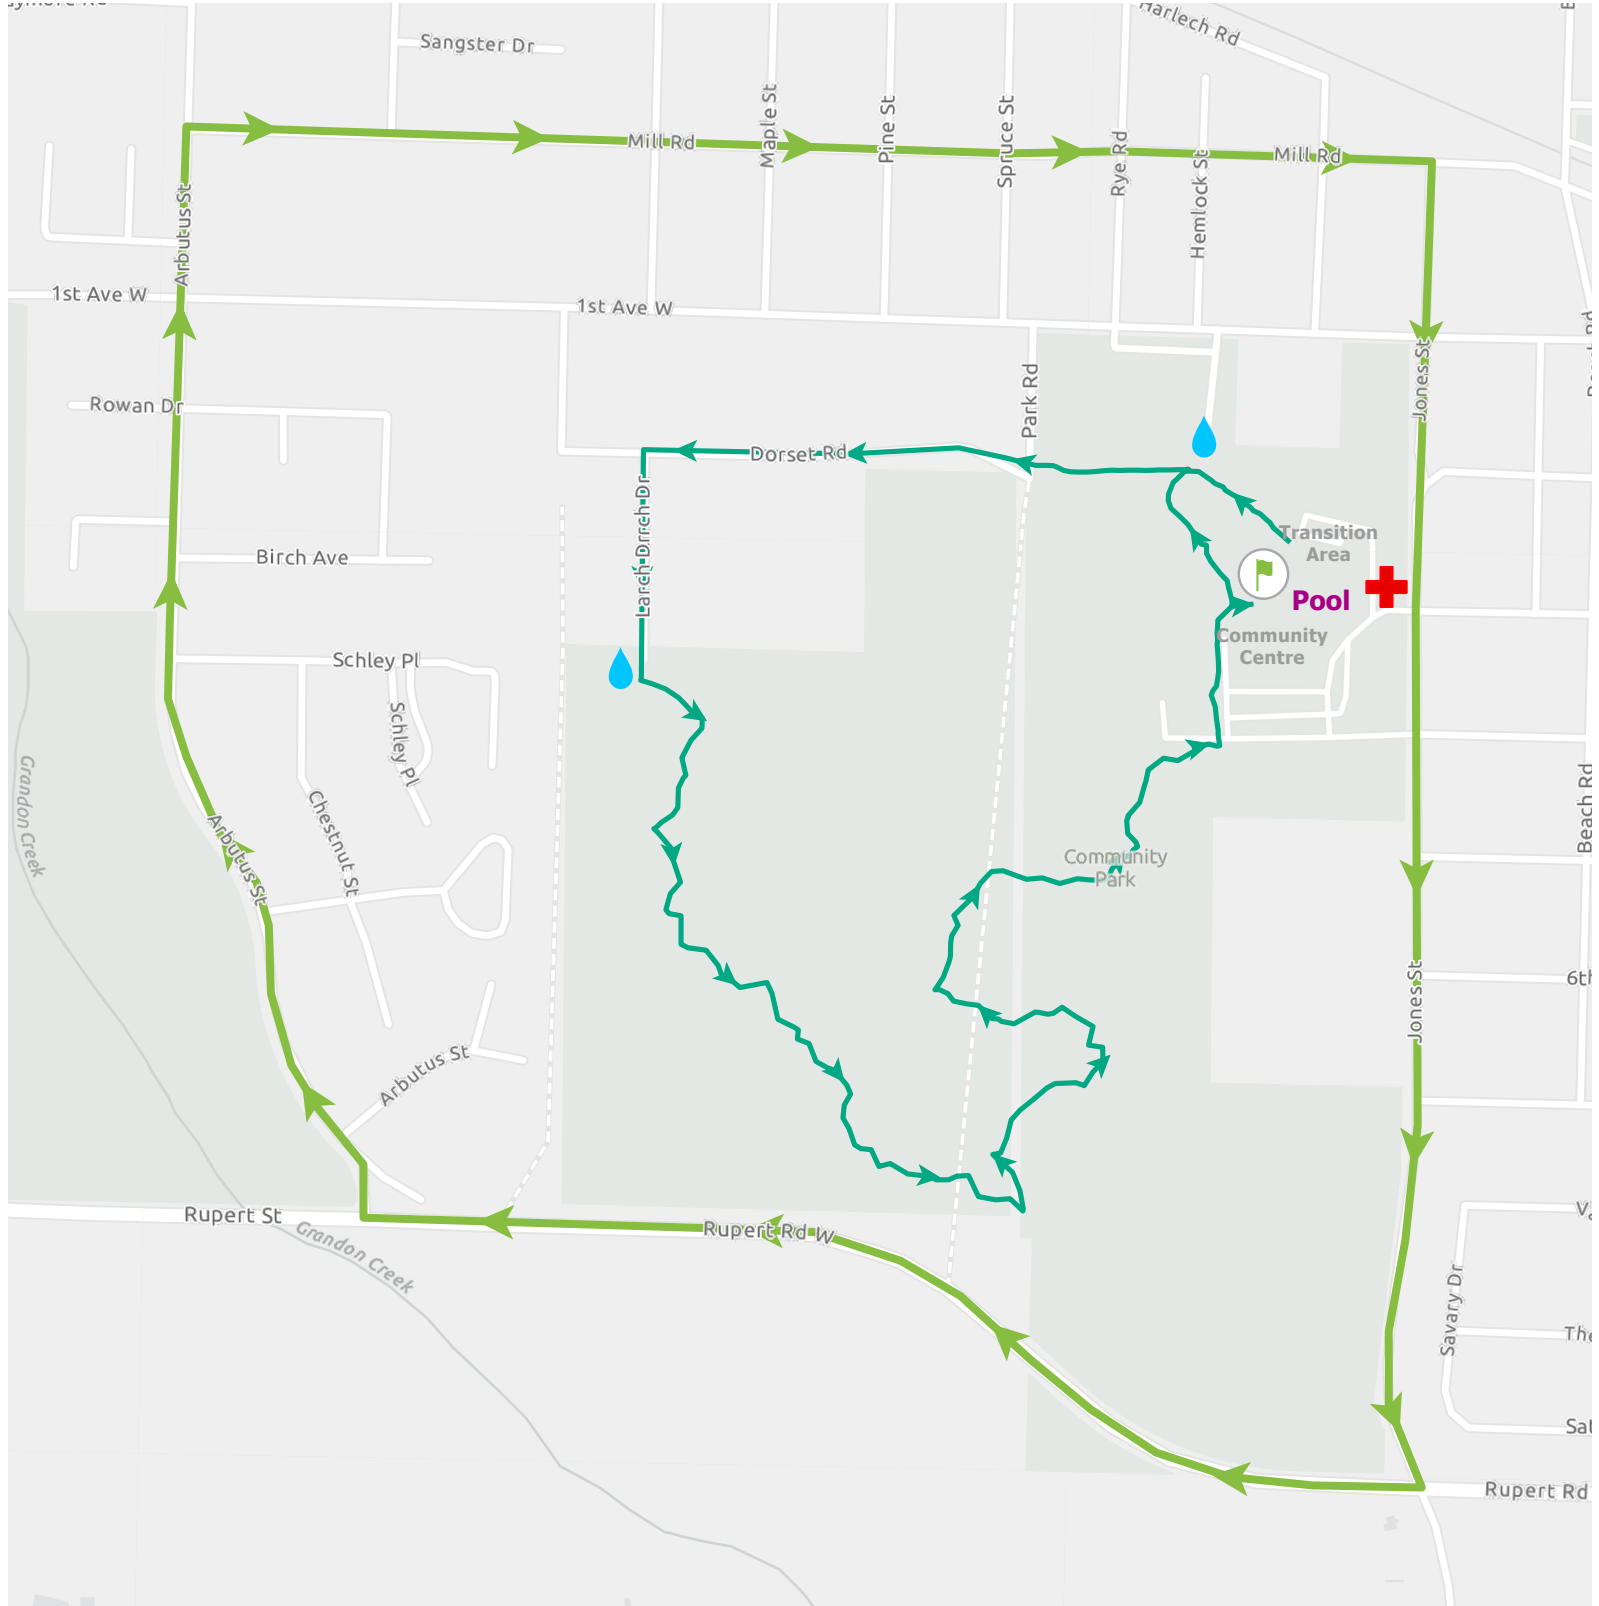 Sangster Dr
Harlech Rd
Maple St
Pine St
Spruce St
Mill Rd
Mill Rd
Rye Rd
Hemlock St
Arbutus St
1st Ave W
1st Ave W
Park Rd
Jones St
Rowan Dr
Dorset Rd
Larch Dr
Transition
Area
Birch Ave
Pool
Community
Centre
Schley Pl
Schley Pl
Grandon Creek
Chestnut St
Arbutus St
Beach Rd
Community
Park
6th
Jones St
Arbutus St
Rupert St
Rupert Rd W
Grandon Creek
Savary Dr
The
Sat
Rupert Rd